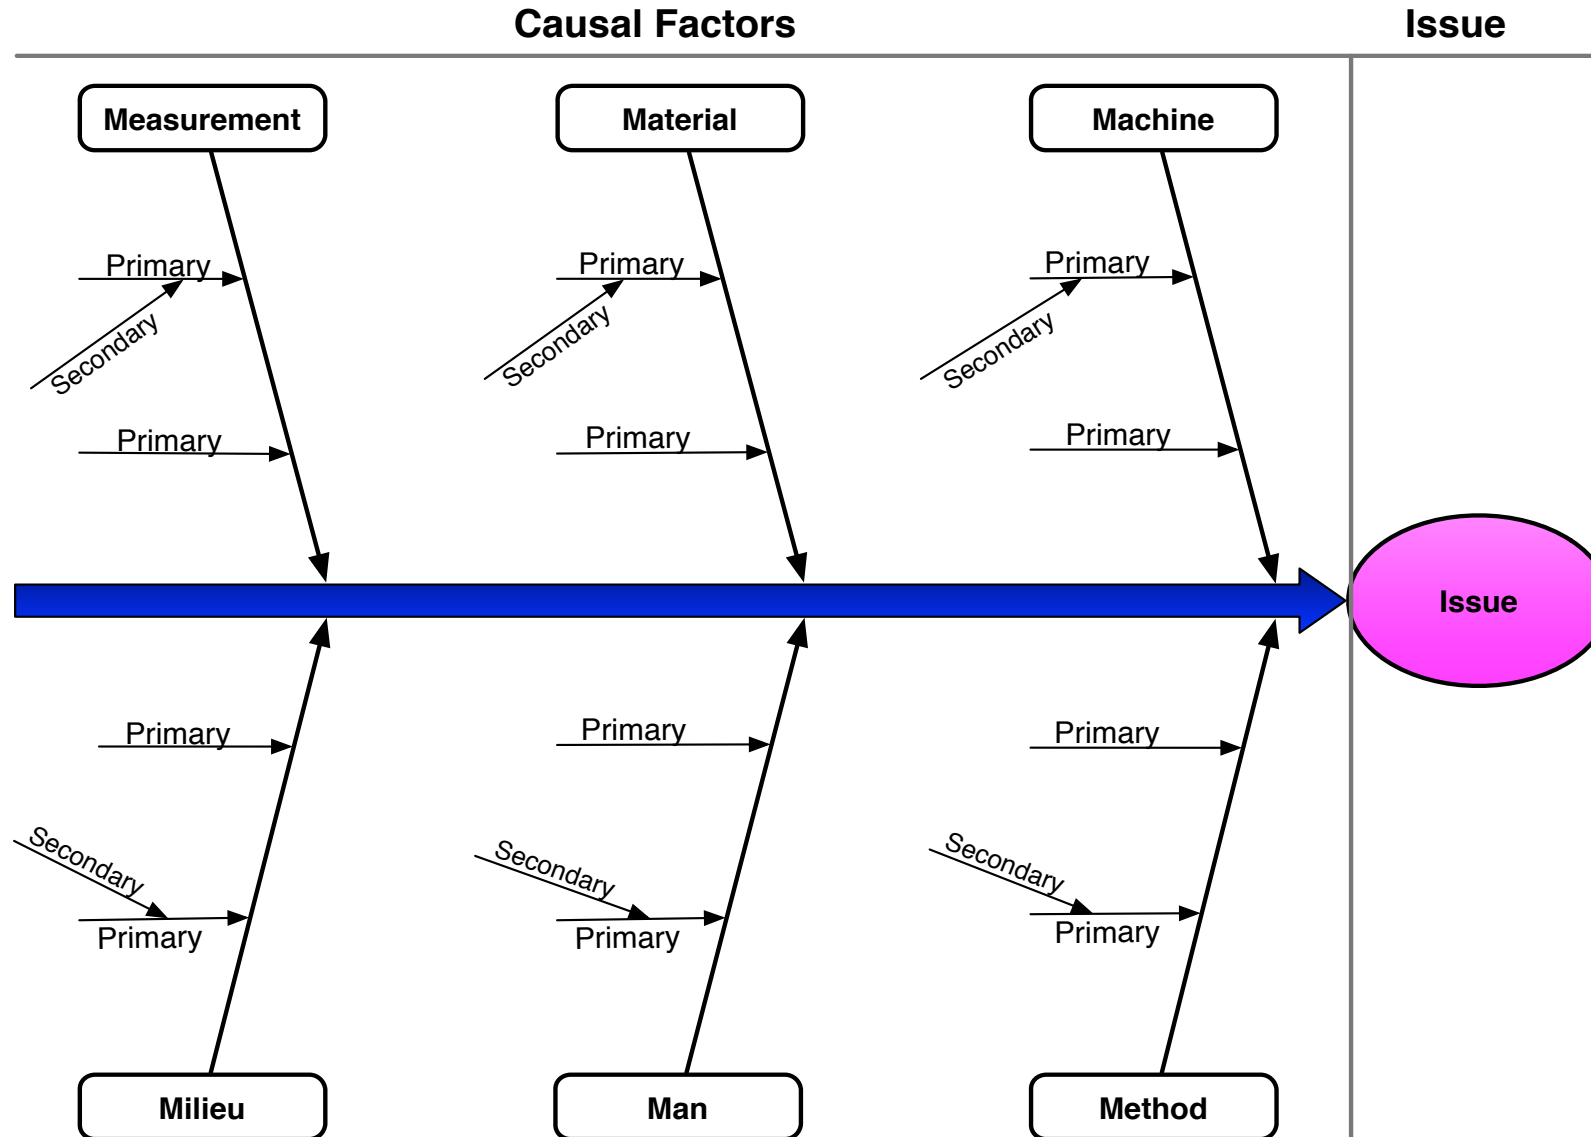 Causal Factors
Issue
Measurement
Material
Machine
Primary
Secondary
Primary
Primary
Secondary
Primary
Primary
Secondary
Primary
Issue
Primary
Secondary
Primary
Primary
Secondary
Primary
Primary
Secondary
Primary
Milieu
Man
Method